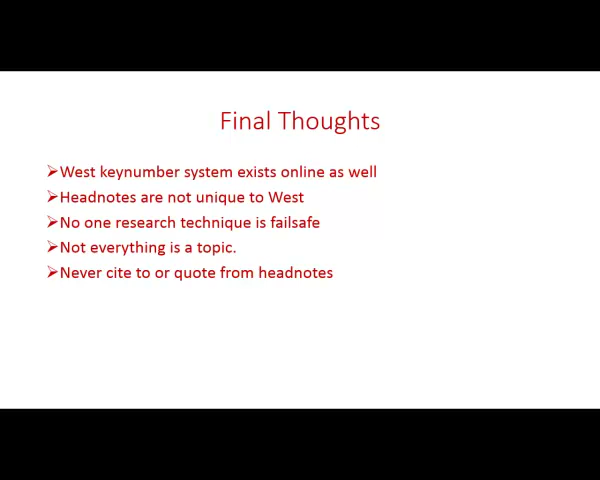 Final Thoughts
➢West keynumber system exists online as well
➢Headnotes are not unique to West
➢No one research technique is failsafe
➢Not everything is a topic.
➢Never cite to or quote from headnotes